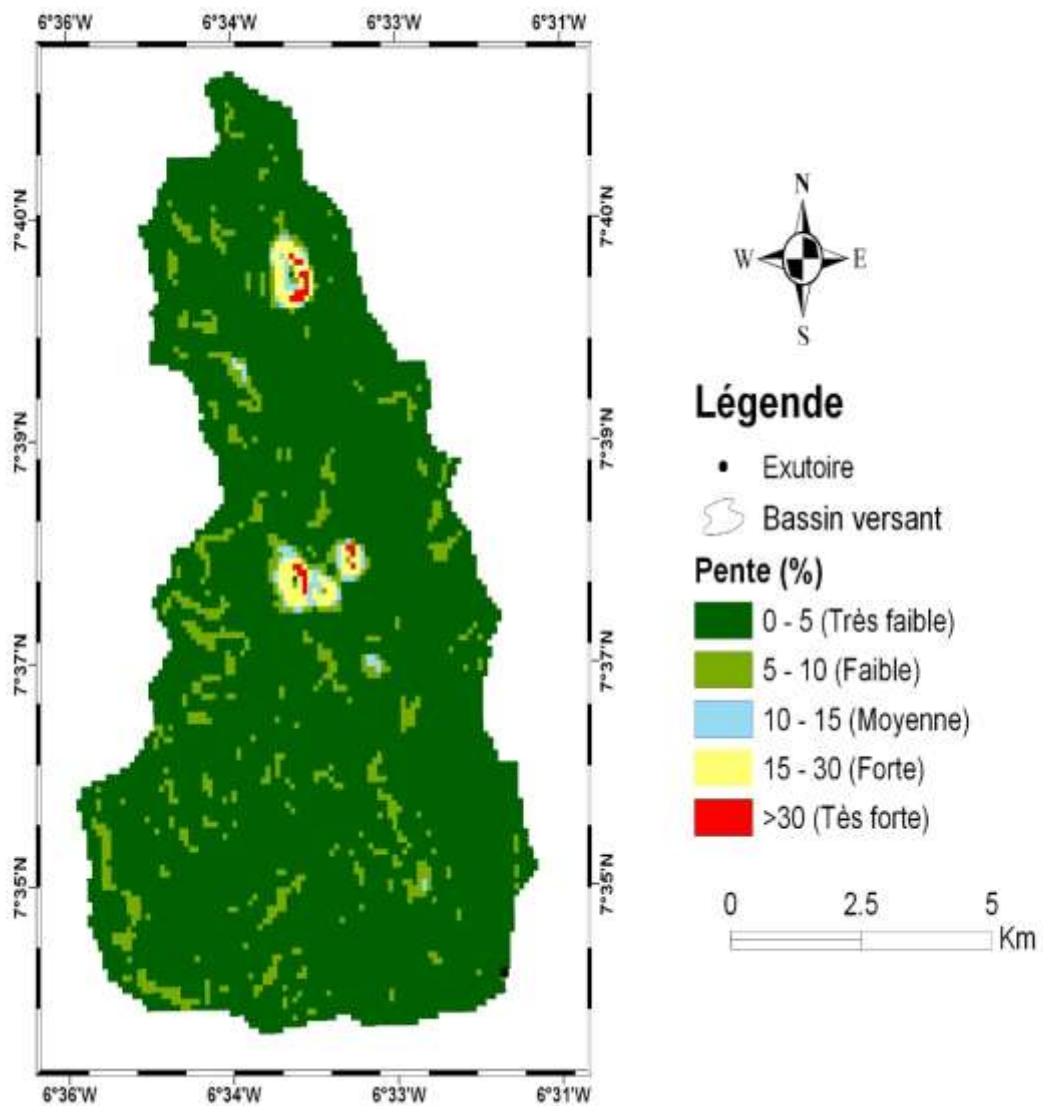 6°36'W 6°34'W 6°33'W 6°31'W
7°40'N 7°40'N
7°39'N 7°39'N
7°37'N 7°37'N
7°35'N 7°35'N
6°36'W 6°34'W 6°33'W 6°31'W
N
W E
S
Légende
Exutoire
Bassin versant
Pente (%)
0 - 5 (Très faible)
5 - 10 (Faible)
10 - 15 (Moyenne)
15 - 30 (Forte)
>30 (Tès forte)
0 2.5 5
Km